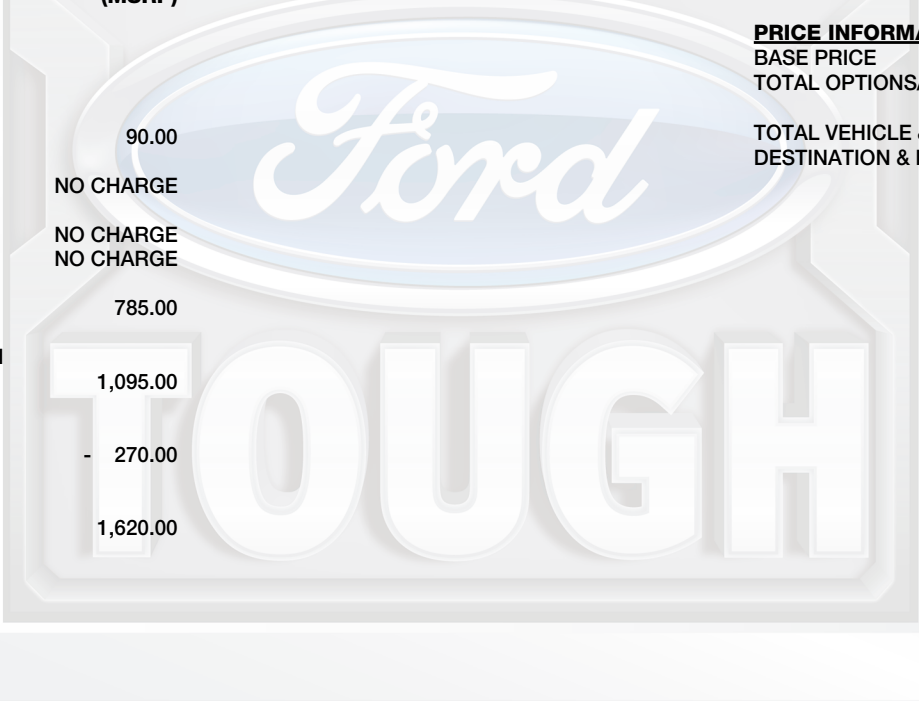 (MSRP)
90.00
NO CHARGE
NO CHARGE
NO CHARGE
785.00
1,095.00
- 270.00
1,620.00
PRICE INFORMA
BASE PRICE
TOTAL OPTIONS
TOTAL VEHICLE &
DESTINATION &
Ford
TOUGH